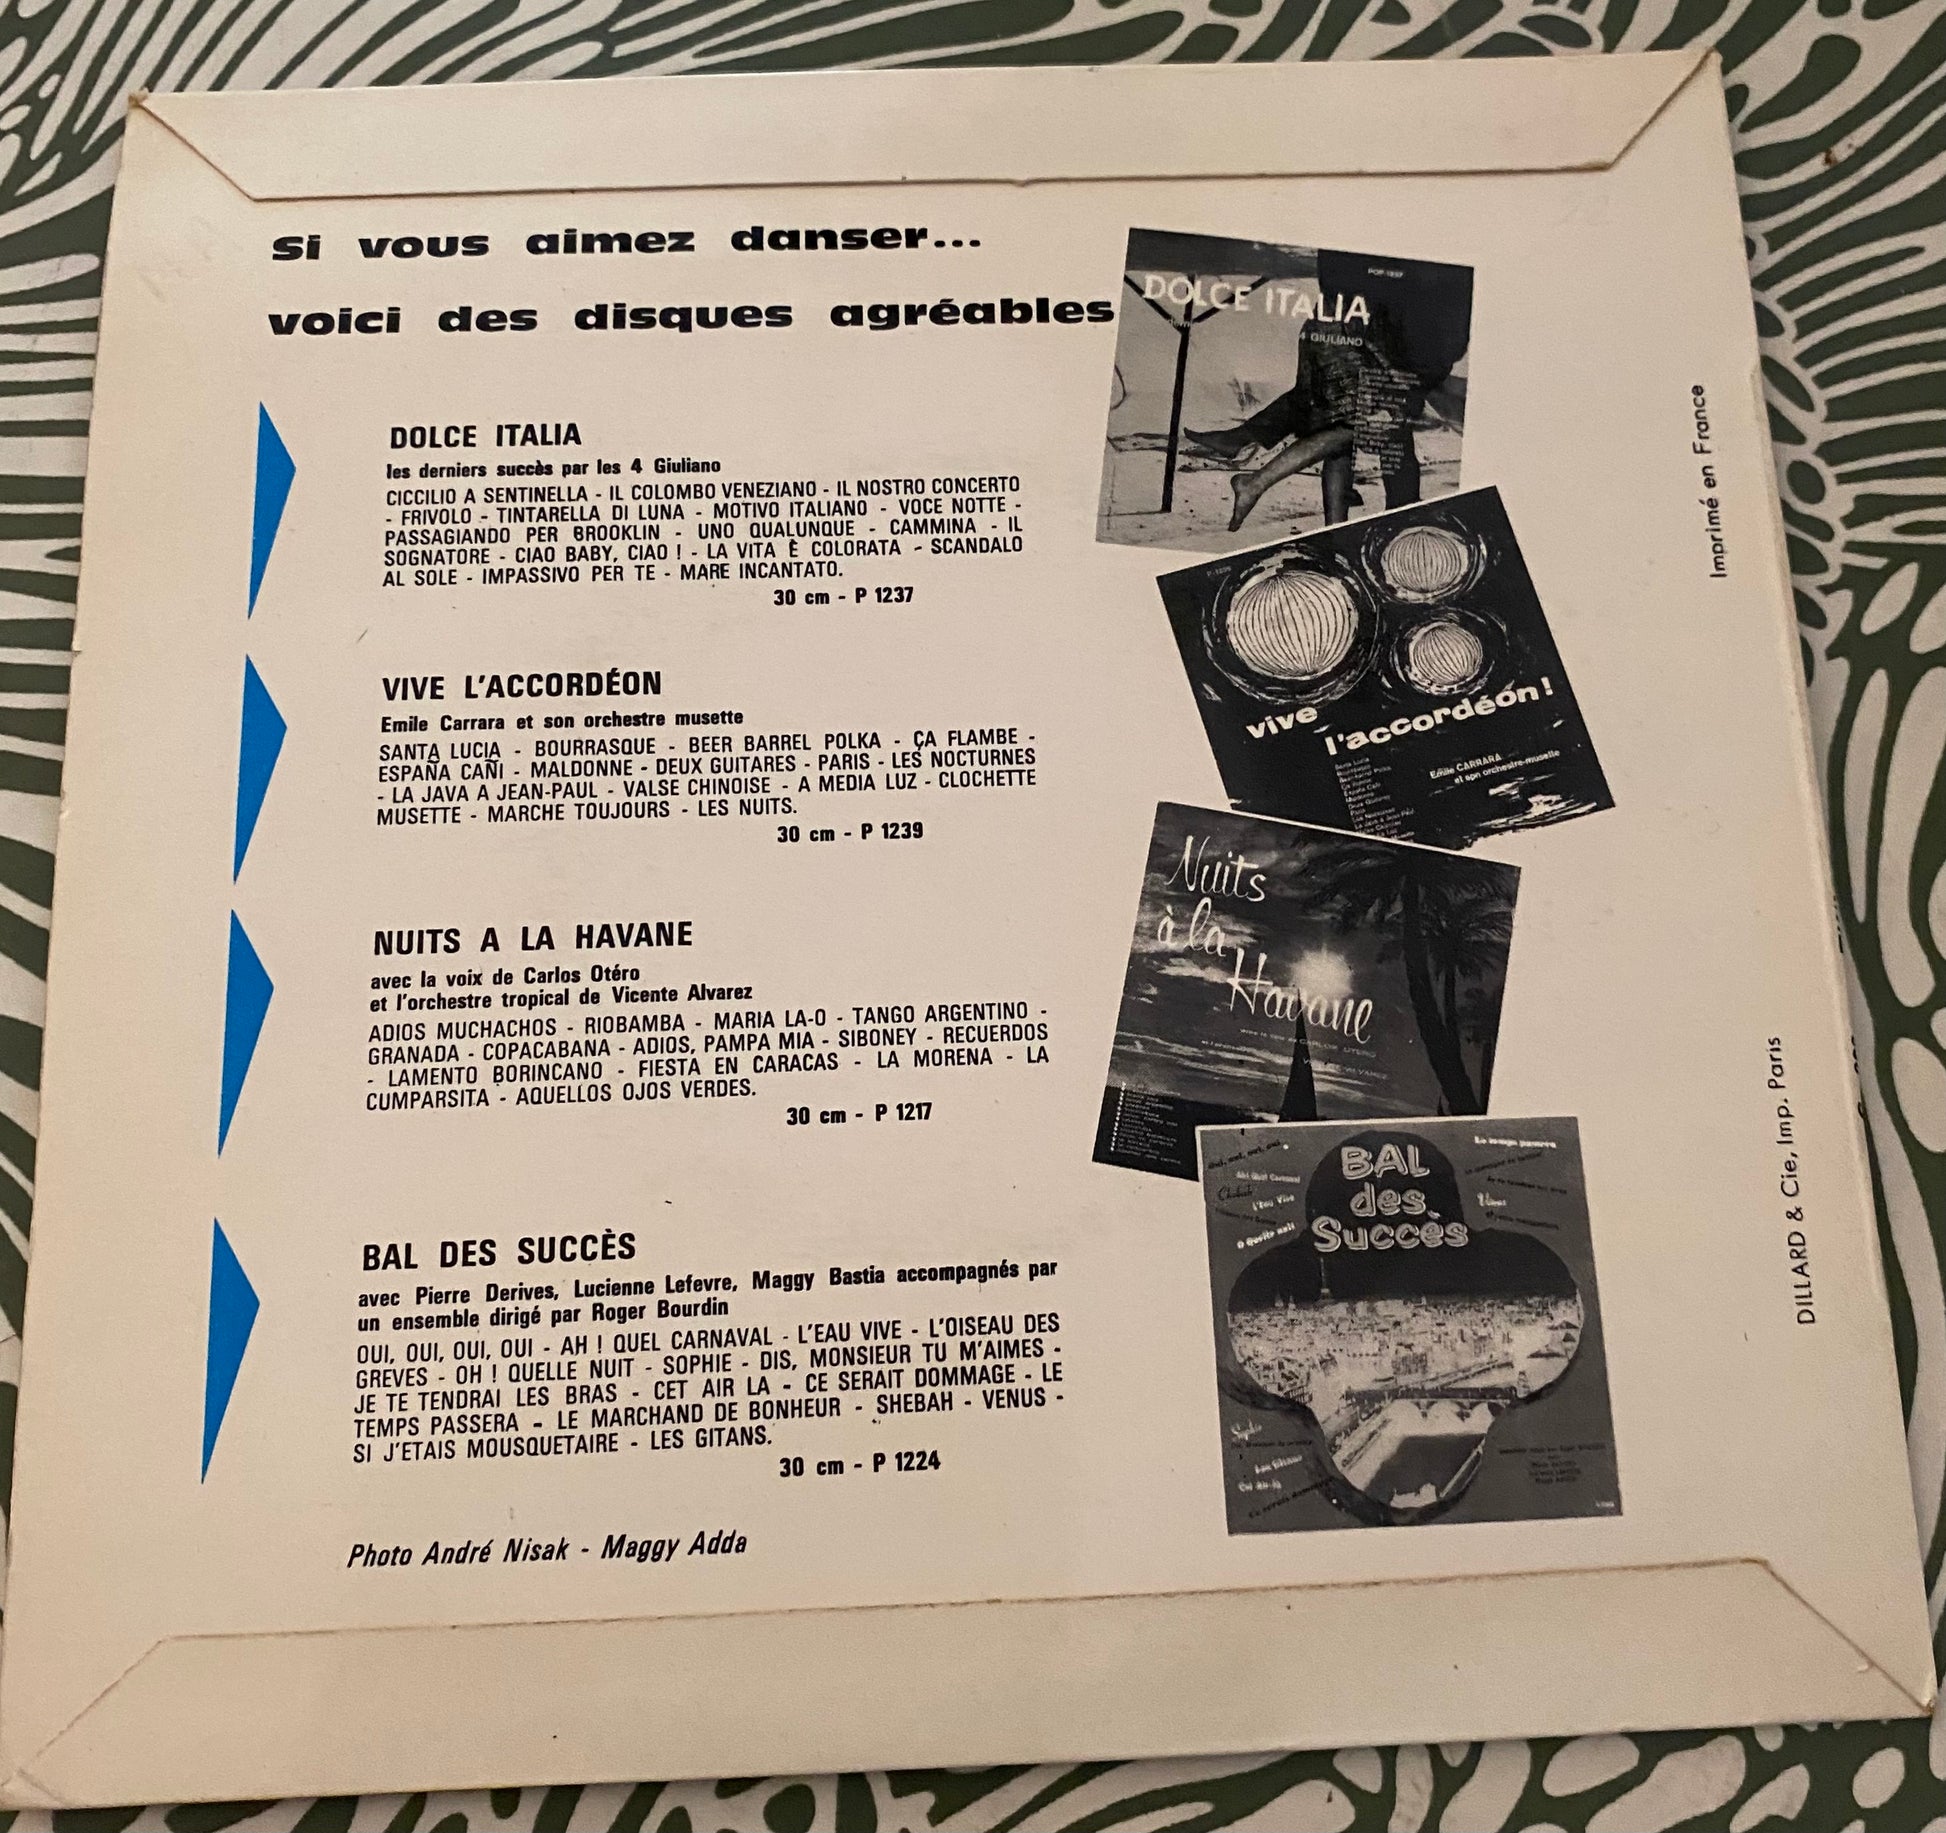 si vous aimez danser...
voici des disques agréables
DOLCE ITALIA
les derniers succès par les 4 Giuliano
CICCILIO A SENTINELLA - IL COLOMBO VENEZIANO - IL NOSTRO CONCERTO
- FRIVOLO - TINTARELLA DI LUNA - MOTIVO ITALIANO - VOCE NOTTE -
PASSAGIANDO PER BROOKLIN - UNO QUALUNQUE - CAMMINA - IL
SOGNATORE - CIAO BABY, CIAO ! - LA VITA È COLORATA - SCANDALO
AL SOLE - IMPASSIVO PER TE - MARE INCANTATO.
30 cm - P 1237
VIVE L'ACCORDÉON
Emile Carrara et son orchestre musette
SANTA LUCIA - BOURRASQUE - BEER BARREL POLKA - ÇA FLAMBE -
ESPAÑA CAÑI - MALDONNE - DEUX GUITARES - PARIS - LES NOCTURNES
- LA JAVA A JEAN-PAUL - VALSE CHINOISE - A MEDIA LUZ - CLOCHETTE
MUSETTE - MARCHE TOUJOURS - LES NUITS.
30 cm - P 1239
NUITS A LA HAVANE
avec la voix de Carlos Otéro
et l'orchestre tropical de Vicente Alvarez
ADIOS MUCHACHOS - RIOBAMBA - MARIA LA-O - TANGO ARGENTINO -
GRANADA - COPACABANA - ADIOS, PAMPA MIA - SIBONEY - RECUERDOS
- LAMENTO BORINCANO - FIESTA EN CARACAS - LA MORENA - LA
CUMPARSITA - AQUELLOS OJOS VERDES.
30 cm - P 1217
BAL DES SUCCÈS
avec Pierre Derives, Lucienne Lefevre, Maggy Bastia accompagnés par
un ensemble dirigé par Roger Bourdin
OUI, OUI, OUI, OUI - AH ! QUEL CARNAVAL - L'EAU VIVE - L'OISEAU DES
GREVES - OH ! QUELLE NUIT - SOPHIE - DIS, MONSIEUR TU M'AIMES -
JE TE TENDRAI LES BRAS - CET AIR LA - CE SERAIT DOMMAGE - LE
TEMPS PASSERA - LE MARCHAND DE BONHEUR - SHEBAH - VENUS -
SI J'ETAIS MOUSQUETAIRE - LES GITANS.
30 cm - P 1224
Photo André Nisak - Maggy Adda
DOLCE ITALIA
4 GIULIANO
vive
l'accordéon!
Emile CARRARA
et son orchestre-musette
Nuits
à la
Havane
BAL
des
Succès
Imprimé en France
DILLARD & Cie, Imp. Paris